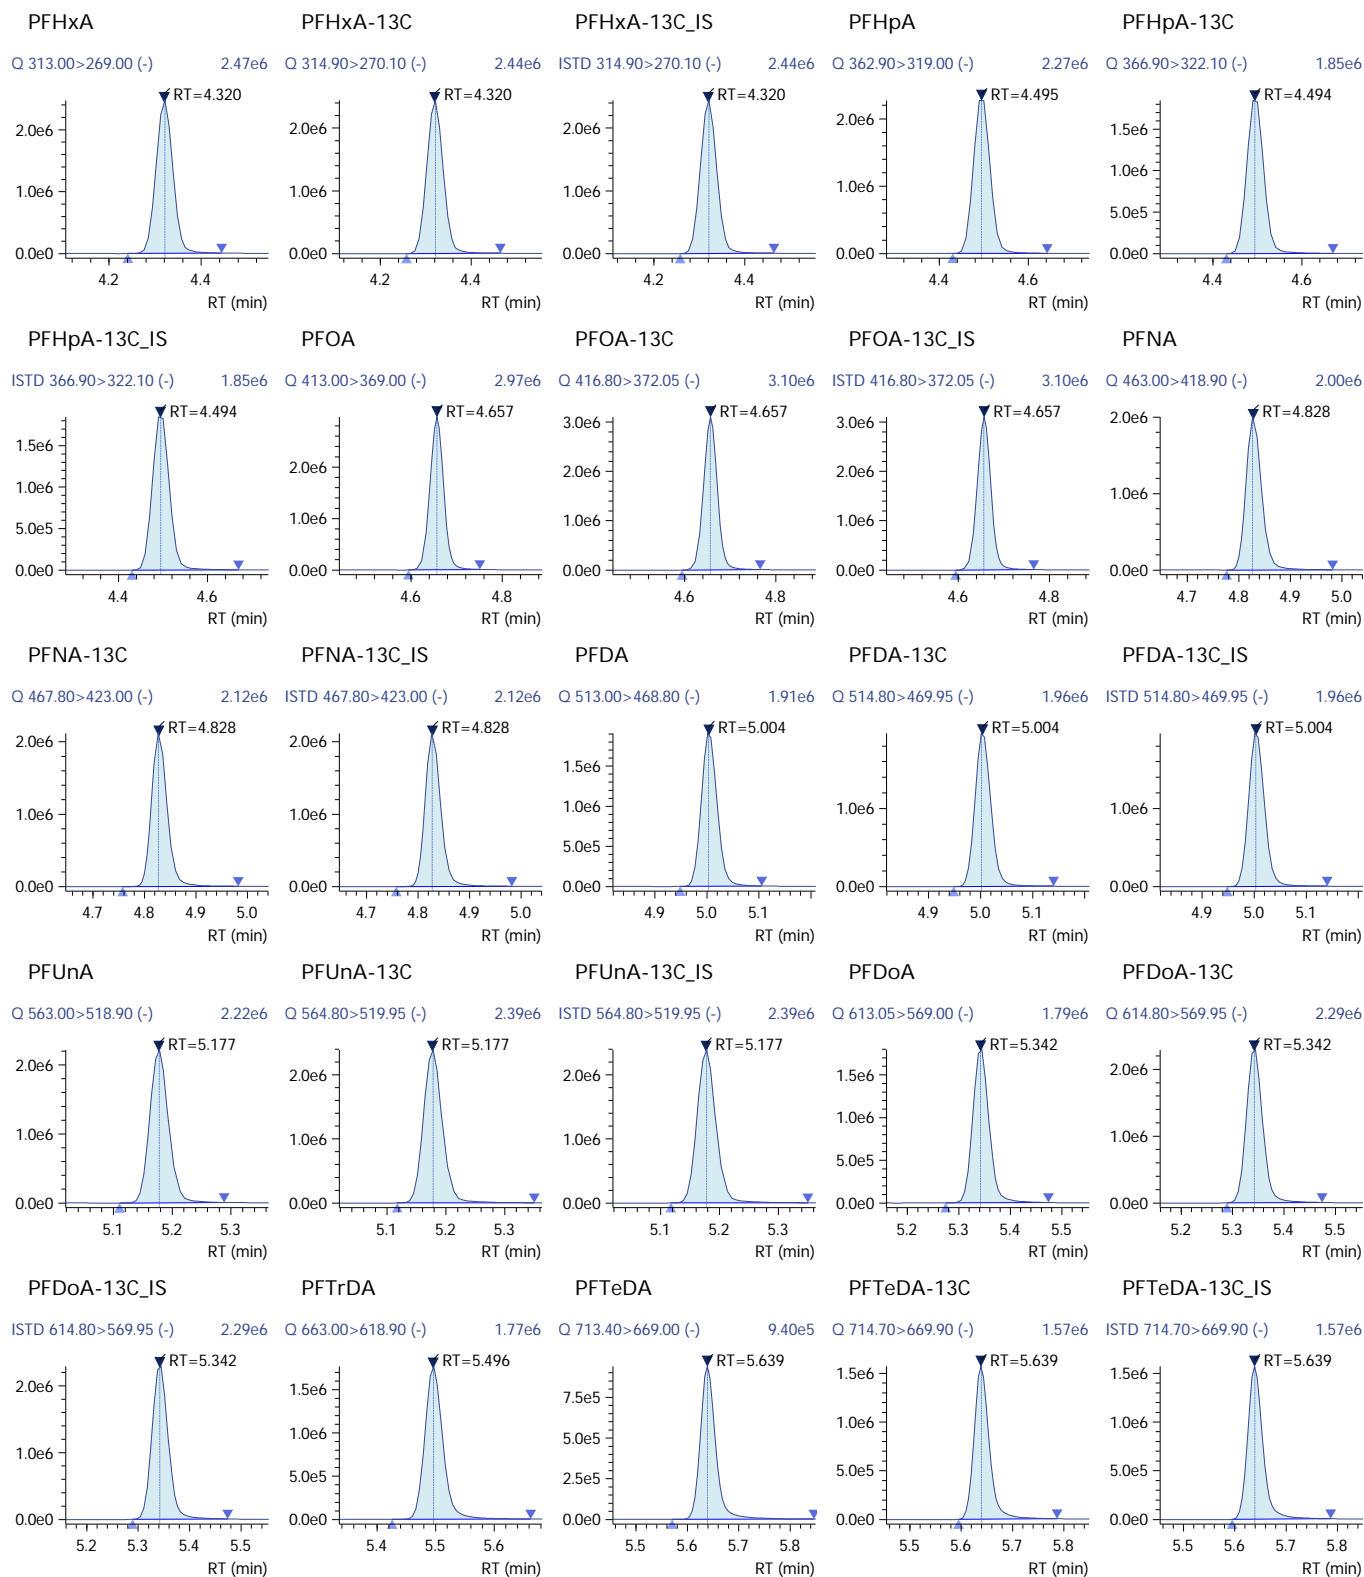 PFHxA
Q 313.00>269.00 (-) 2.47e6
RT=4.320
2.0e6
1.0e6
0.0e0
4.2 4.4
RT (min)
PFHxA-13C
Q 314.90>270.10 (-) 2.44e6
RT=4.320
2.0e6
1.0e6
0.0e0
4.2 4.4
RT (min)
PFHxA-13C_IS
ISTD 314.90>270.10 (-) 2.44e6
RT=4.320
2.0e6
1.0e6
0.0e0
4.2 4.4
RT (min)
PFHpA
Q 362.90>319.00 (-) 2.27e6
RT=4.495
2.0e6
1.0e6
0.0e0
4.4 4.6
RT (min)
PFHpA-13C
Q 366.90>322.10 (-) 1.85e6
RT=4.494
1.5e6
1.0e6
5.0e5
0.0e0
4.4 4.6
RT (min)
PFHpA-13C_IS
ISTD 366.90>322.10 (-) 1.85e6
RT=4.494
1.5e6
1.0e6
5.0e5
0.0e0
4.4 4.6
RT (min)
PFOA
Q 413.00>369.00 (-) 2.97e6
RT=4.657
2.0e6
1.0e6
0.0e0
4.6 4.8
RT (min)
PFOA-13C
Q 416.80>372.05 (-) 3.10e6
RT=4.657
3.0e6
2.0e6
1.0e6
0.0e0
4.6 4.8
RT (min)
PFOA-13C_IS
ISTD 416.80>372.05 (-) 3.10e6
RT=4.657
3.0e6
2.0e6
1.0e6
0.0e0
4.6 4.8
RT (min)
PFNA
Q 463.00>418.90 (-) 2.00e6
RT=4.828
2.0e6
1.0e6
0.0e0
4.7 4.8 4.9 5.0
RT (min)
PFNA-13C
Q 467.80>423.00 (-) 2.12e6
RT=4.828
2.0e6
1.0e6
0.0e0
4.7 4.8 4.9 5.0
RT (min)
PFNA-13C_IS
ISTD 467.80>423.00 (-) 2.12e6
RT=4.828
2.0e6
1.0e6
0.0e0
4.7 4.8 4.9 5.0
RT (min)
PFDA
Q 513.00>468.80 (-) 1.91e6
RT=5.004
1.5e6
1.0e6
5.0e5
0.0e0
4.9 5.0 5.1
RT (min)
PFDA-13C
Q 514.80>469.95 (-) 1.96e6
RT=5.004
1.0e6
0.0e0
4.9 5.0 5.1
RT (min)
PFDA-13C_IS
ISTD 514.80>469.95 (-) 1.96e6
RT=5.004
1.0e6
0.0e0
4.9 5.0 5.1
RT (min)
PFUnA
Q 563.00>518.90 (-) 2.22e6
RT=5.177
2.0e6
1.0e6
0.0e0
5.1 5.2 5.3
RT (min)
PFUnA-13C
Q 564.80>519.95 (-) 2.39e6
RT=5.177
2.0e6
1.0e6
0.0e0
5.1 5.2 5.3
RT (min)
PFUnA-13C_IS
ISTD 564.80>519.95 (-) 2.39e6
RT=5.177
2.0e6
1.0e6
0.0e0
5.1 5.2 5.3
RT (min)
PFDoA
Q 613.05>569.00 (-) 1.79e6
RT=5.342
1.5e6
1.0e6
5.0e5
0.0e0
5.2 5.3 5.4 5.5
RT (min)
PFDoA-13C
Q 614.80>569.95 (-) 2.29e6
RT=5.342
2.0e6
1.0e6
0.0e0
5.2 5.3 5.4 5.5
RT (min)
PFDoA-13C_IS
ISTD 614.80>569.95 (-) 2.29e6
RT=5.342
2.0e6
1.0e6
0.0e0
5.2 5.3 5.4 5.5
RT (min)
PFTrDA
Q 663.00>618.90 (-) 1.77e6
RT=5.496
1.5e6
1.0e6
5.0e5
0.0e0
5.4 5.5 5.6
RT (min)
PFTeDA
Q 713.40>669.00 (-) 9.40e5
RT=5.639
7.5e5
5.0e5
2.5e5
0.0e0
5.5 5.6 5.7 5.8
RT (min)
PFTeDA-13C
Q 714.70>669.90 (-) 1.57e6
RT=5.639
1.5e6
1.0e6
5.0e5
0.0e0
5.5 5.6 5.7 5.8
RT (min)
PFTeDA-13C_IS
ISTD 714.70>669.90 (-) 1.57e6
RT=5.639
1.5e6
1.0e6
5.0e5
0.0e0
5.5 5.6 5.7 5.8
RT (min)